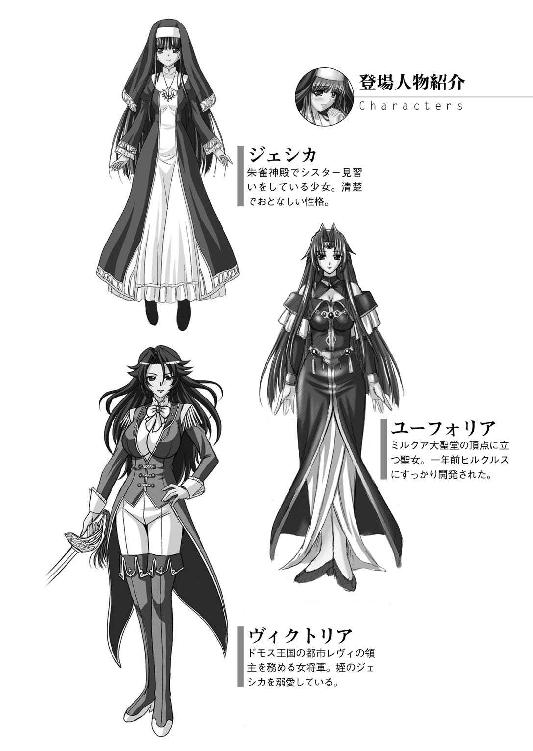 登場人物紹介
Characters
ジェシカ
朱雀神殿でシスター見習
いをしている少女。清楚
でおとなしい性格。
ユーフォリア
ミルクア大聖堂の頂点に立
つ聖女。一年前ヒルクルス
にすっかり開発された。
ヴィクトリア
ドモス王国の都市レヴィの領
主を務める女将軍。姪のジェ
シカを溺愛している。